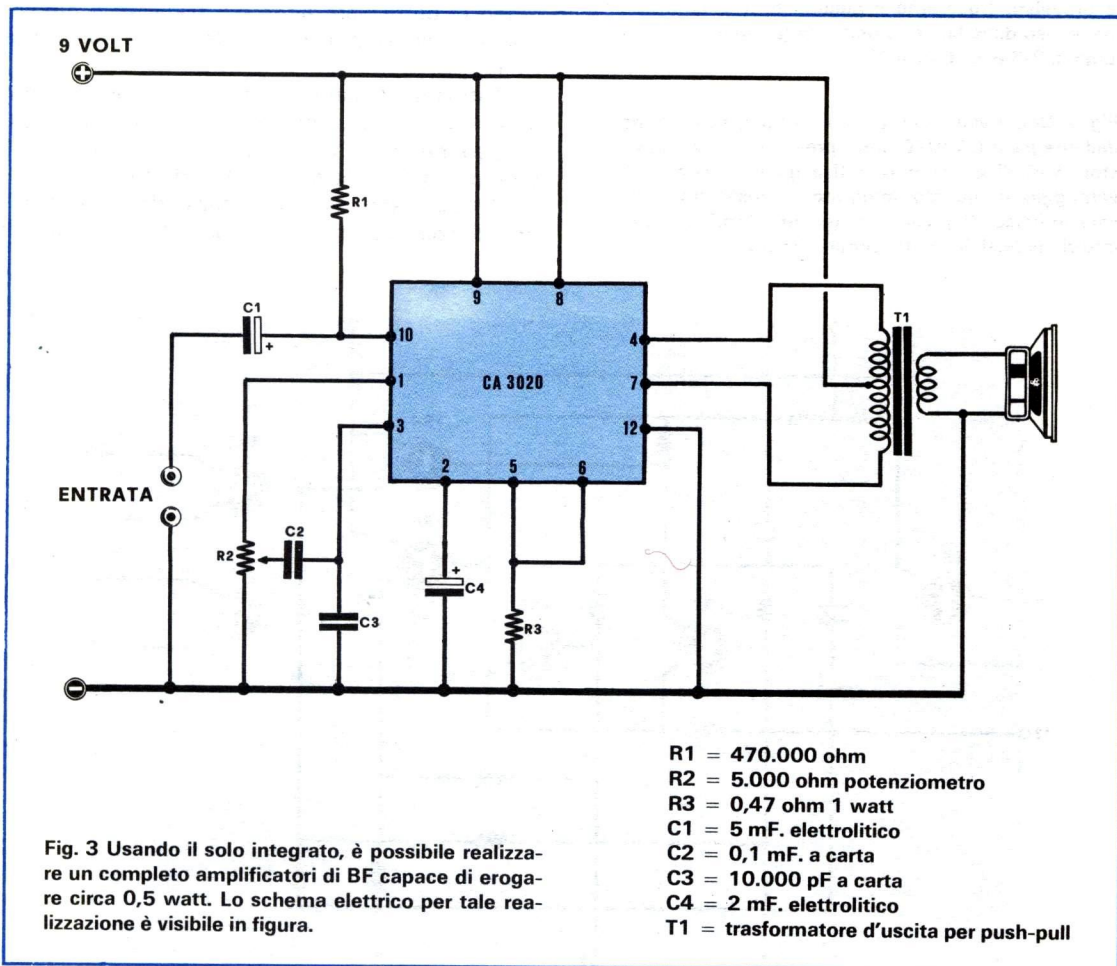 9 VOLT
+
R1
C1
+
9
8
10
4
T1
1
CA 3020
7
3
12
2
5
6
ENTRATA
R2
C2
+
C4
C3
R3
-
R1 = 470.000 ohm
R2 = 5.000 ohm potenziometro
R3 = 0,47 ohm 1 watt
C1 = 5 mF. elettrolitico
C2 = 0,1 mF. a carta
C3 = 10.000 pF a carta
C4 = 2 mF. elettrolitico
T1 = trasformatore d'uscita per push-pull
Fig. 3 Usando il solo integrato, è possibile realizza-
re un completo amplificatori di BF capace di eroga-
re circa 0,5 watt. Lo schema elettrico per tale rea-
lizzazione è visibile in figura.